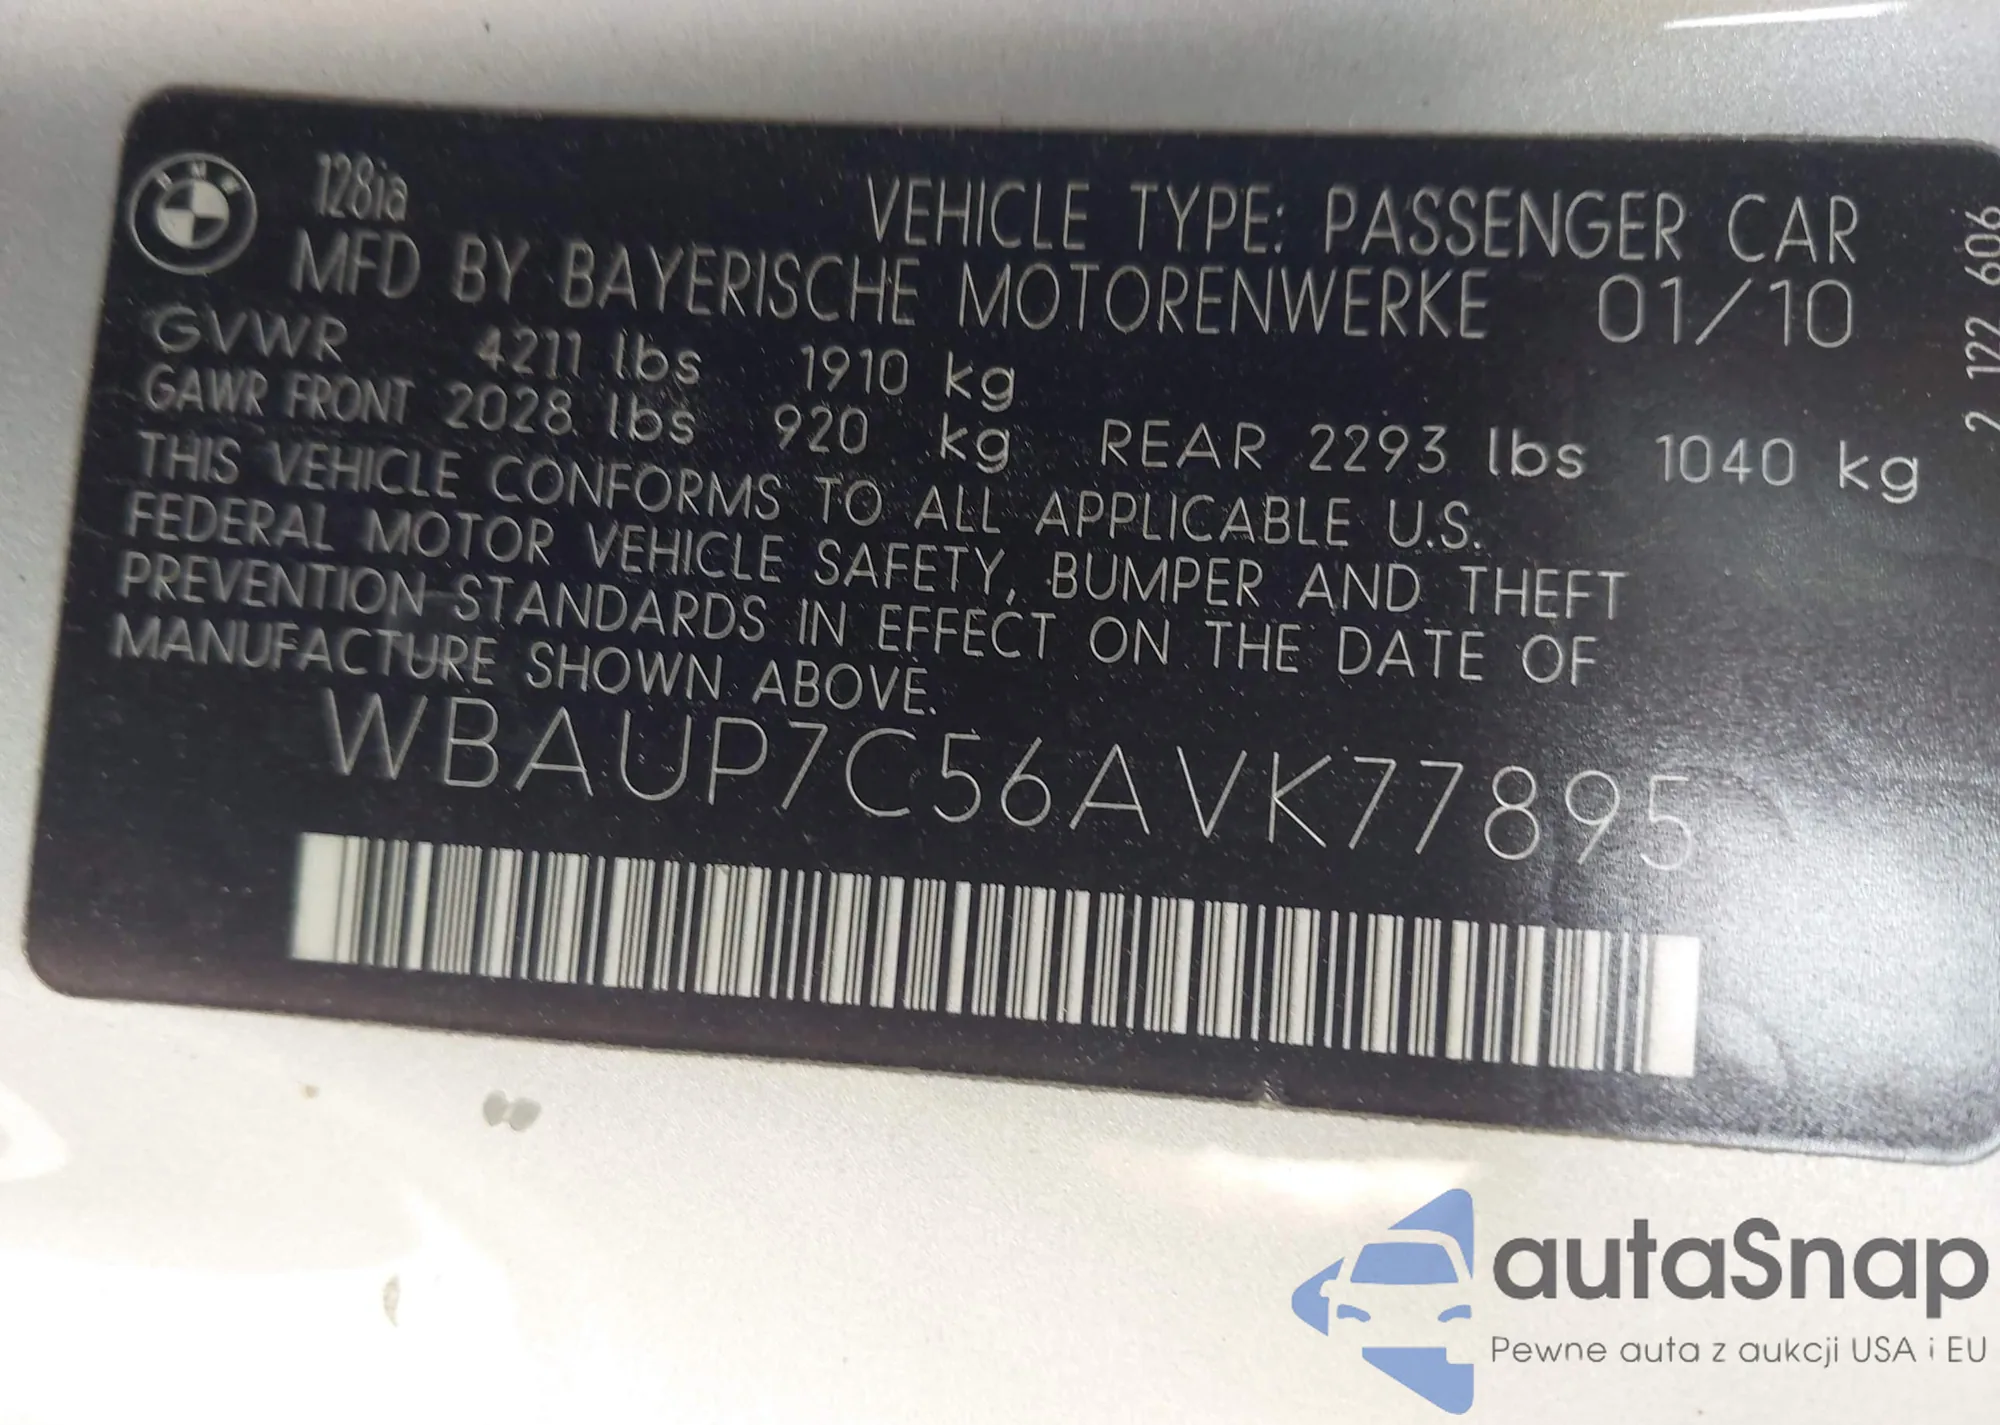 BMW
128ia
VEHICLE TYPE: PASSENGER CAR
MFD BY BAYERISCHE MOTORENWERKE 01/10
GVWR 4211 lbs 1910 kg
GAWR FRONT 2028 lbs 920 kg REAR 2293 lbs 1040 kg
THIS VEHICLE CONFORMS TO ALL APPLICABLE U.S.
FEDERAL MOTOR VEHICLE SAFETY, BUMPER AND THEFT
PREVENTION STANDARDS IN EFFECT ON THE DATE OF
MANUFACTURE SHOWN ABOVE.
WBAUP7C56AVK77895
2 122 606
autaSnap
Pewne auta z aukcji USA i EU